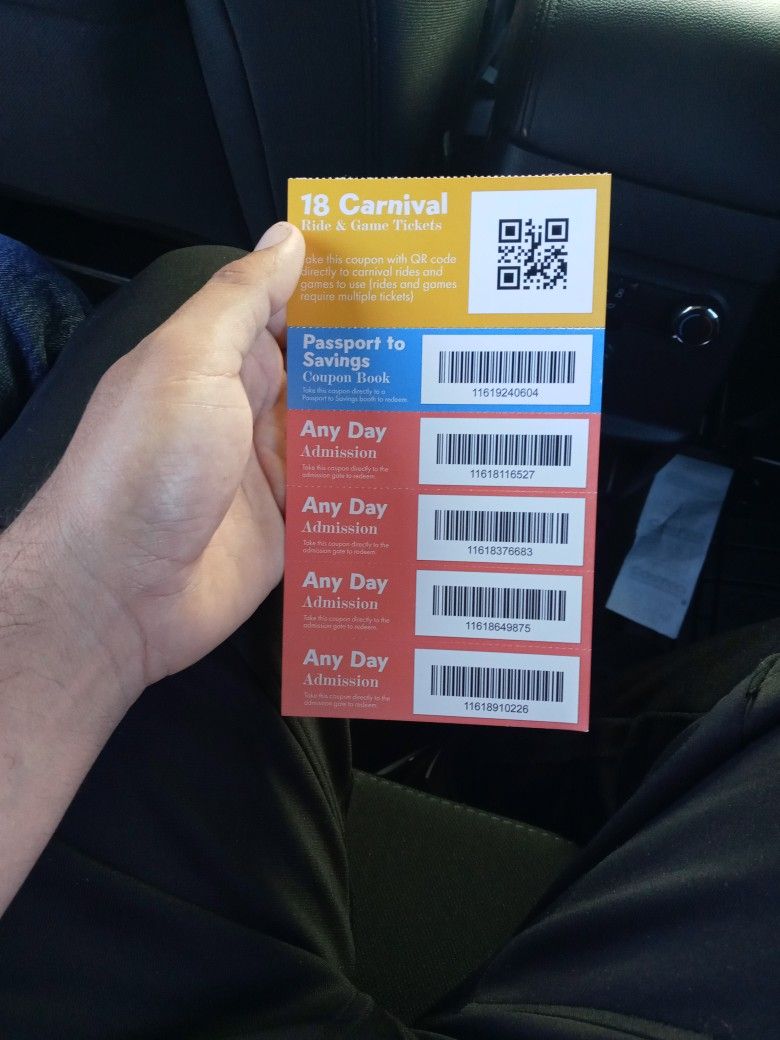 18 Carnival
Ride & Game Tickets
Take this coupon with QR code
directly to carnival rides and
games to use (rides and games
require multiple tickets)
Passport to
Savings
Coupon Book
Take this coupon directly to a
Passport to Savings booth to redeem.
11619240604
Any Day
Admission
Take this coupon directly to the
admission gate to redeem.
11618116527
Any Day
Admission
Take this coupon directly to the
admission gate to redeem.
11618376683
Any Day
Admission
Take this coupon directly to the
admission gate to redeem.
11618649875
Any Day
Admission
Take this coupon directly to the
admission gate to redeem.
11618910226